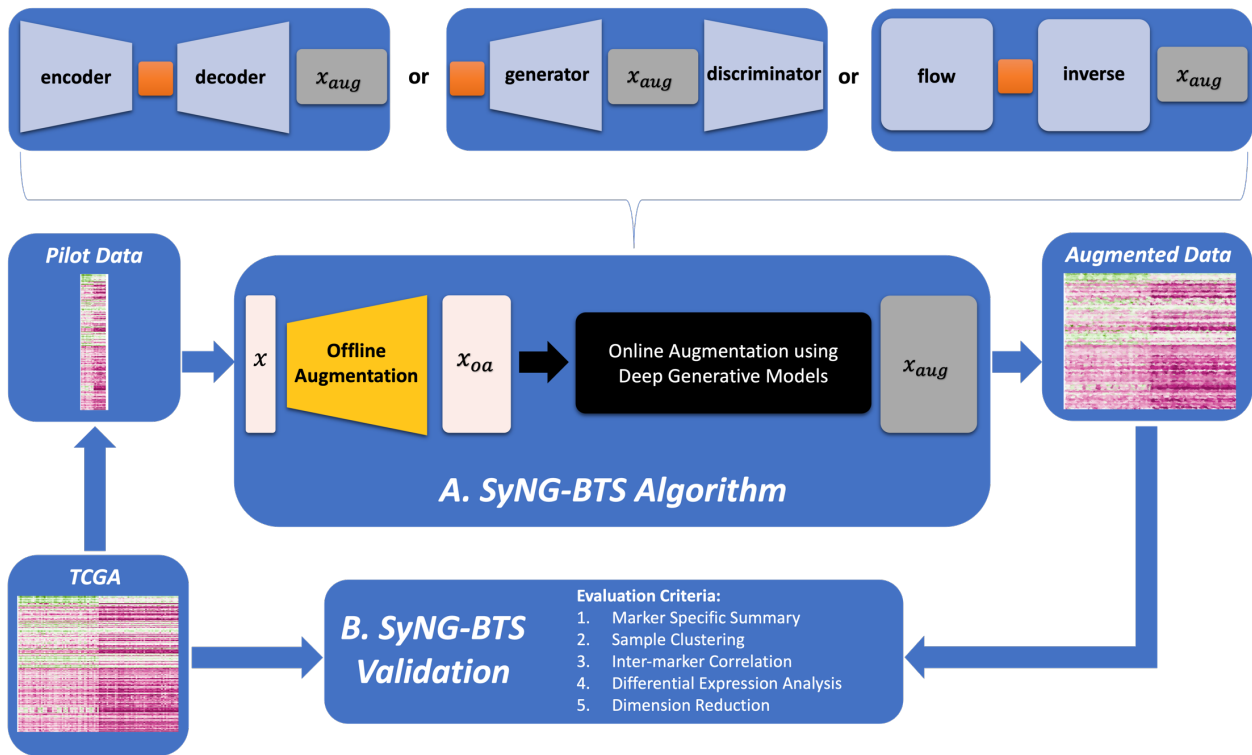 encoder
decoder
x_aug
or
generator
x_aug
discriminator
or
flow
inverse
x_aug
Pilot Data
Augmented Data
x
Offline
Augmentation
x_oa
Online Augmentation using
Deep Generative Models
x_aug
A. SyNG-BTS Algorithm
TCGA
B. SyNG-BTS
Validation
Evaluation Criteria:
1. Marker Specific Summary
2. Sample Clustering
3. Inter-marker Correlation
4. Differential Expression Analysis
5. Dimension Reduction